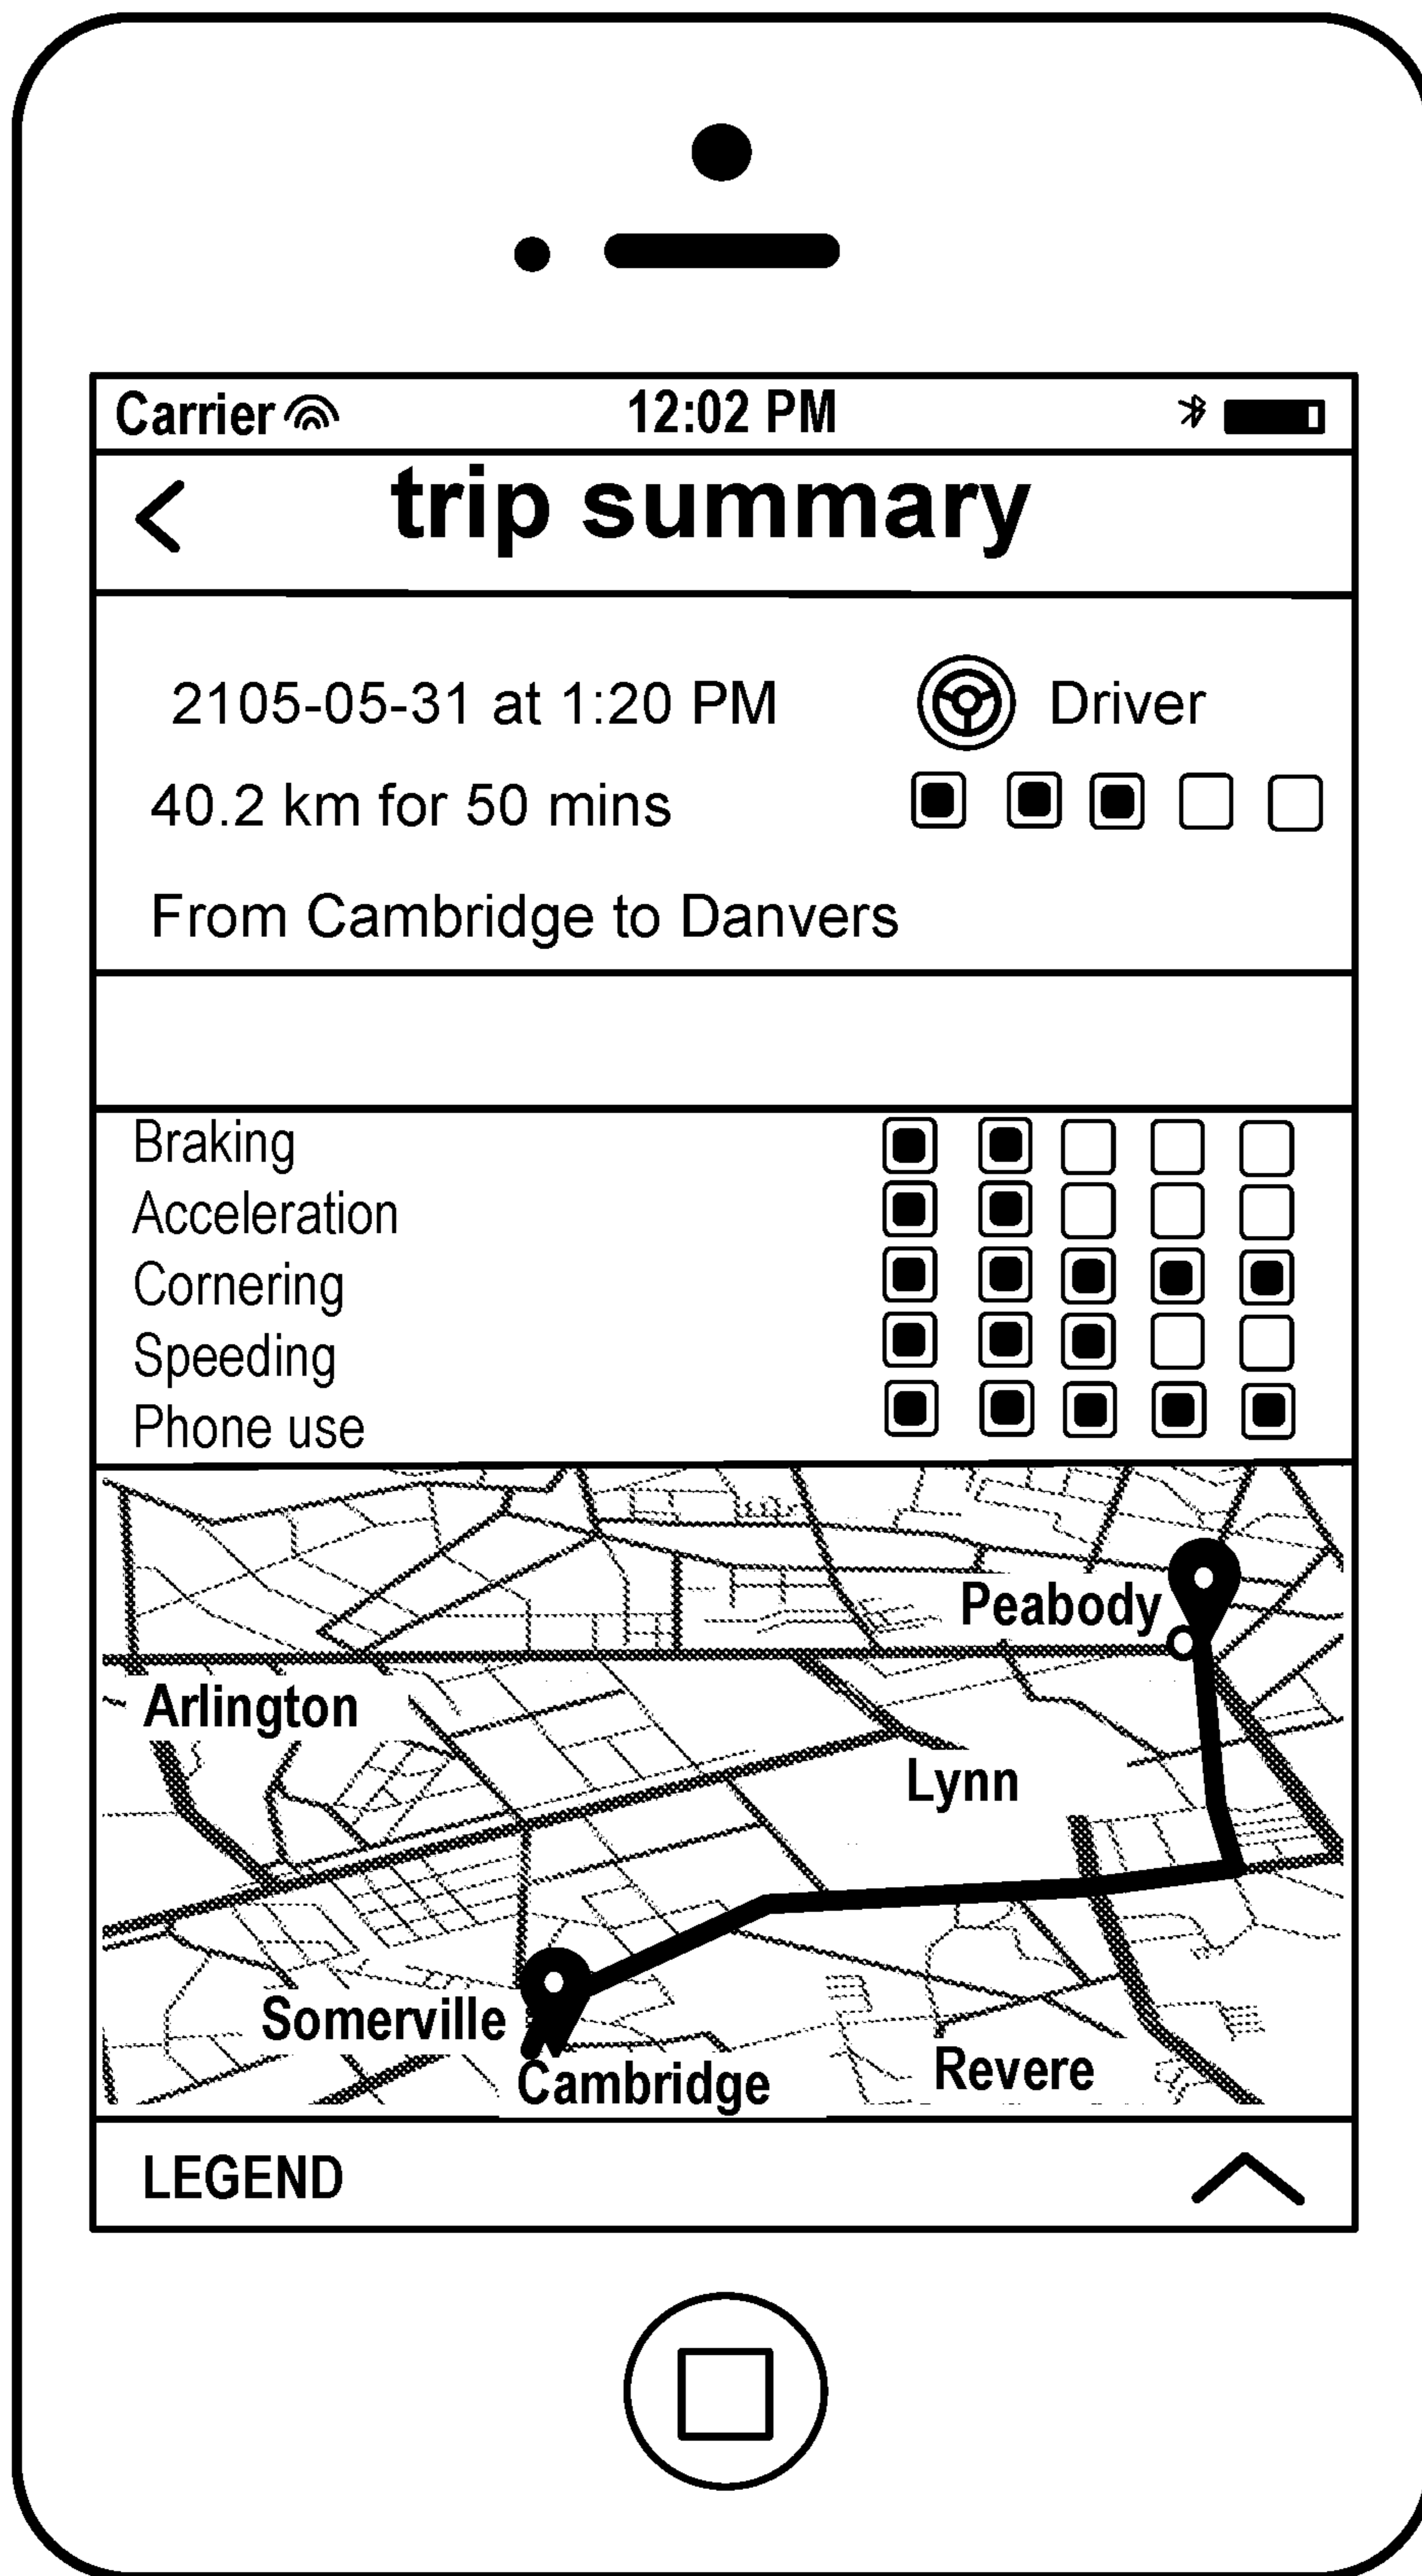 Carrier 12:02 PM
trip summary
2105-05-31 at 1:20 PM Driver
40.2 km for 50 mins
From Cambridge to Danvers
Braking
Acceleration
Cornering
Speeding
Phone use
Peabody
Arlington
Lynn
Somerville
Cambridge
Revere
LEGEND